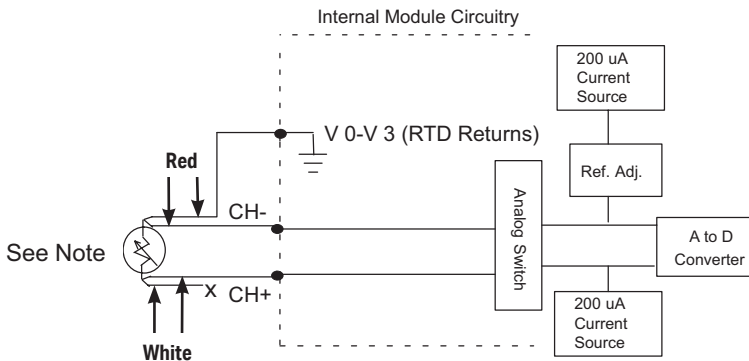 Internal Module Circuitry
200 uA
Current
Source
V 0-V 3 (RTD Returns)
Red
Ref. Adj.
CH-
Analog Switch
See Note
A to D
Converter
X
CH+
200 uA
Current
Source
White